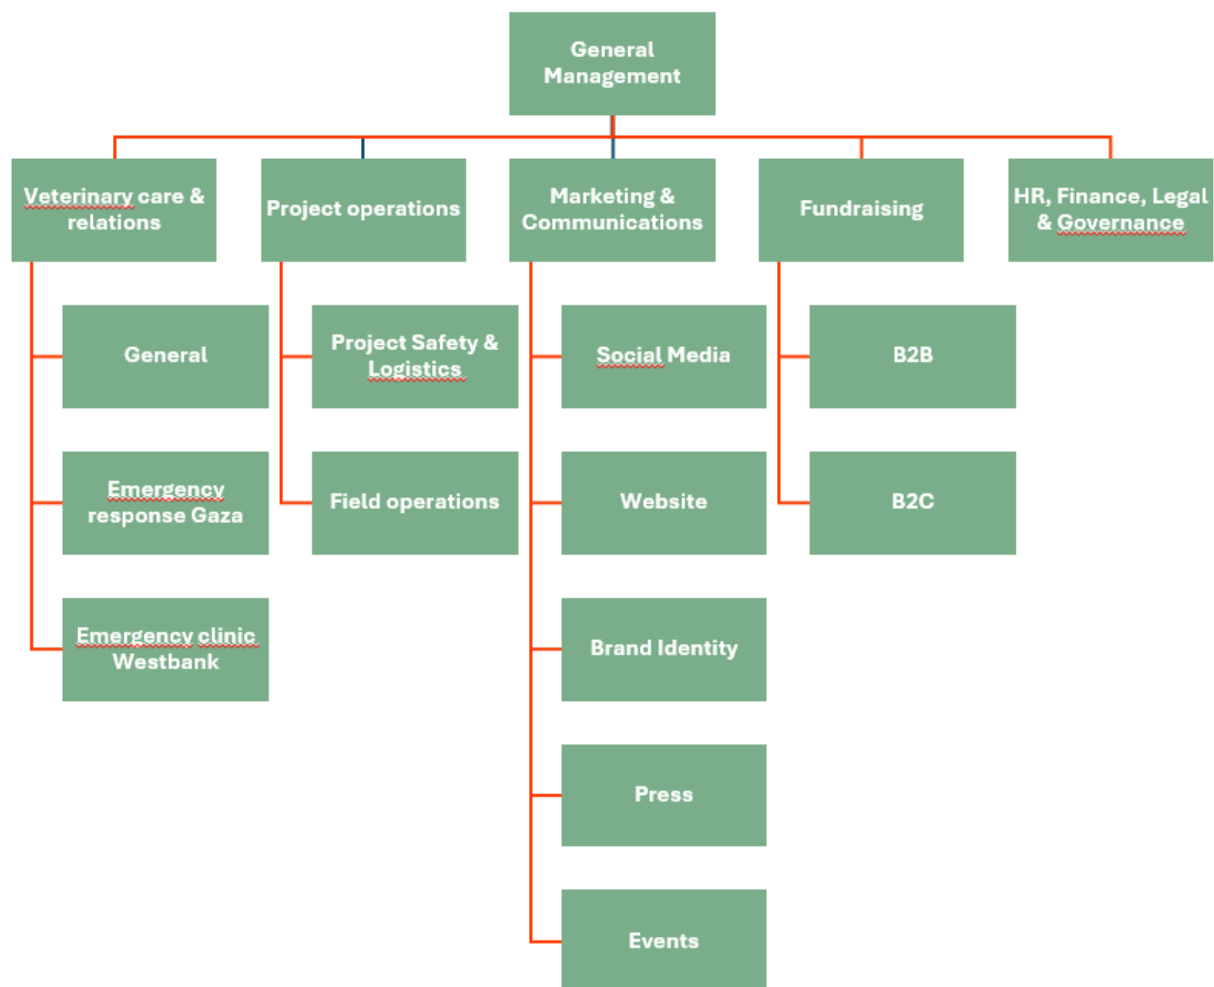 General
Management
Veterinary care &
relations
Project operations
Marketing &
Communications
Fundraising
HR, Finance, Legal
& Governance
General
Project Safety &
Logistics
Social Media
B2B
Emergency
response Gaza
Field operations
Website
B2C
Emergency clinic
Westbank
Brand Identity
Press
Events